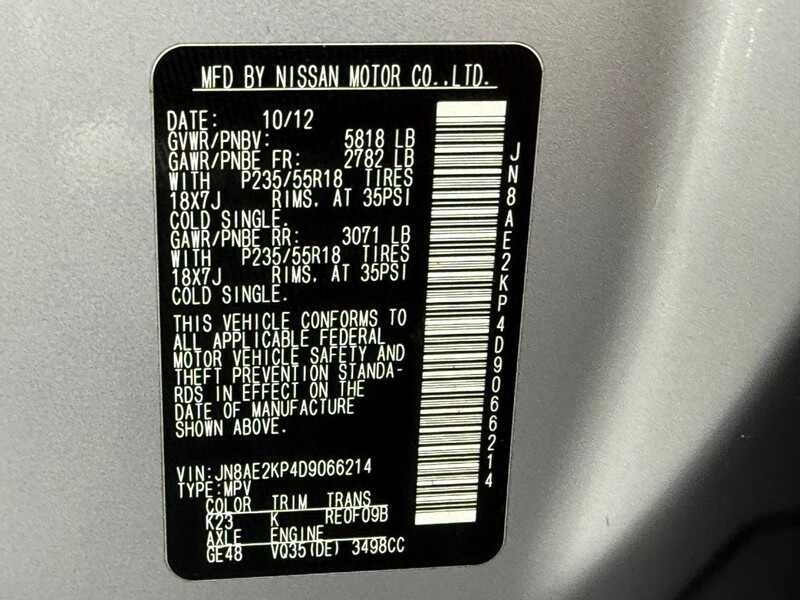 MFD BY NISSAN MOTOR CO.,LTD.
DATE: 10/12
GVWR/PNBV: 5818 LB
GAWR/PNBE FR: 2782 LB
WITH P235/55R18 TIRES
18X7J RIMS. AT 35PSI
COLD SINGLE.
GAWR/PNBE RR: 3071 LB
WITH P235/55R18 TIRES
18X7J RIMS. AT 35PSI
COLD SINGLE.
THIS VEHICLE CONFORMS TO
ALL APPLICABLE FEDERAL
MOTOR VEHICLE SAFETY AND
THEFT PREVENTION STANDA-
RDS IN EFFECT ON THE
DATE OF MANUFACTURE
SHOWN ABOVE.
VIN: JN8AE2KP4D9066214
TYPE: MPV
COLOR TRIM TRANS
K23 K RE0F09B
AXLE ENGINE
GE48 VQ35(DE) 3498CC
JN8AE2KP4D9066214